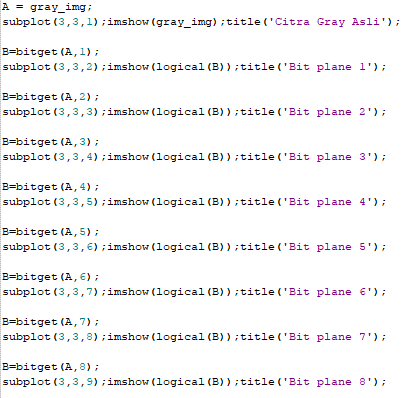 A = gray_img;
subplot(3,3,1);imshow(gray_img);title('Citra Gray Asli');
B=bitget(A,1);
subplot(3,3,2);imshow(logical(B));title('Bit plane 1');
B=bitget(A,2);
subplot(3,3,3);imshow(logical(B));title('Bit plane 2');
B=bitget(A,3);
subplot(3,3,4);imshow(logical(B));title('Bit plane 3');
B=bitget(A,4);
subplot(3,3,5);imshow(logical(B));title('Bit plane 4');
B=bitget(A,5);
subplot(3,3,6);imshow(logical(B));title('Bit plane 5');
B=bitget(A,6);
subplot(3,3,7);imshow(logical(B));title('Bit plane 6');
B=bitget(A,7);
subplot(3,3,8);imshow(logical(B));title('Bit plane 7');
B=bitget(A,8);
subplot(3,3,9);imshow(logical(B));title('Bit plane 8');